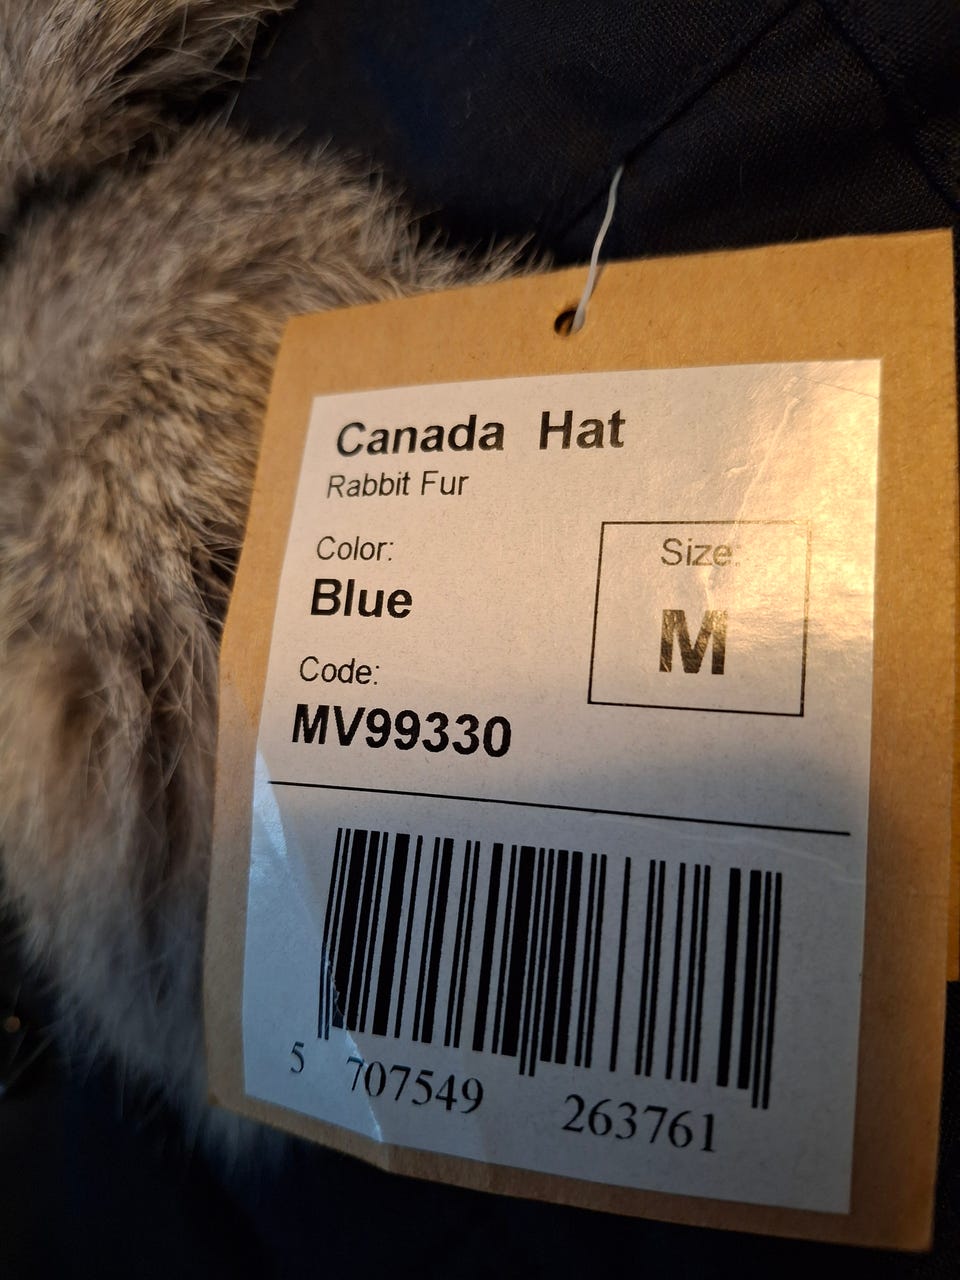 Canada Hat
Rabbit Fur
Color:
Blue
Size:
M
Code:
MV99330
5 707549 263761